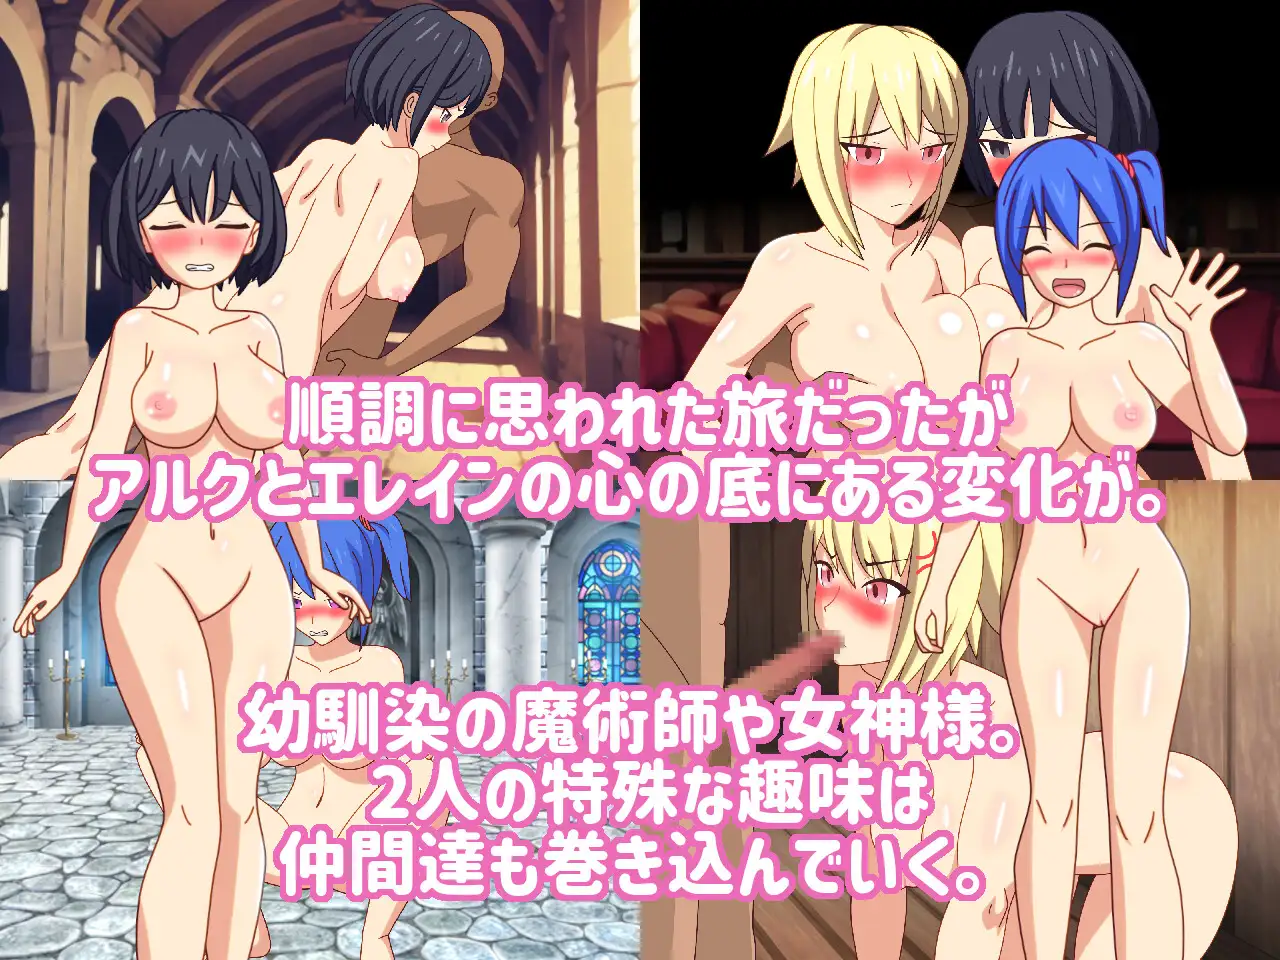 順調に思われた旅だったが
アルクとエレインの心の底にある変化が。
幼馴染の魔術師や女神様。
2人の特殊な趣味は
仲間達も巻き込んでいく。